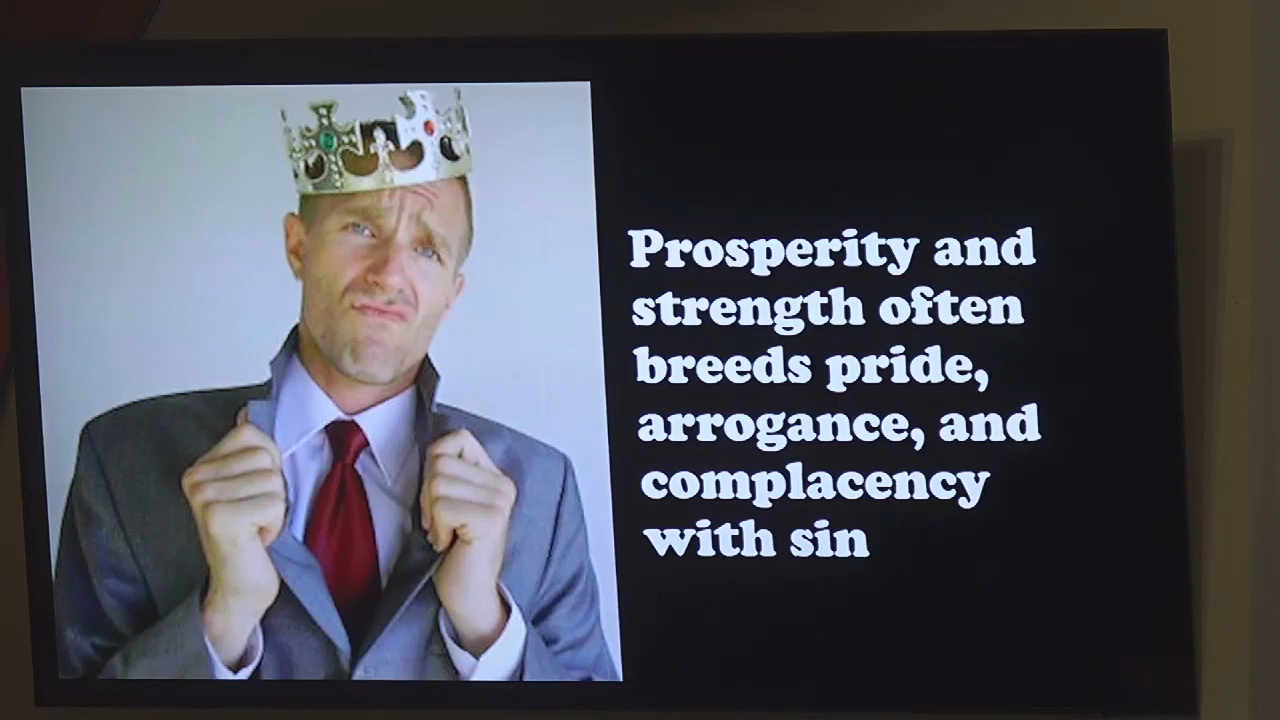 Prosperity and
strength often
breeds pride,
arrogance, and
complacency
with sin